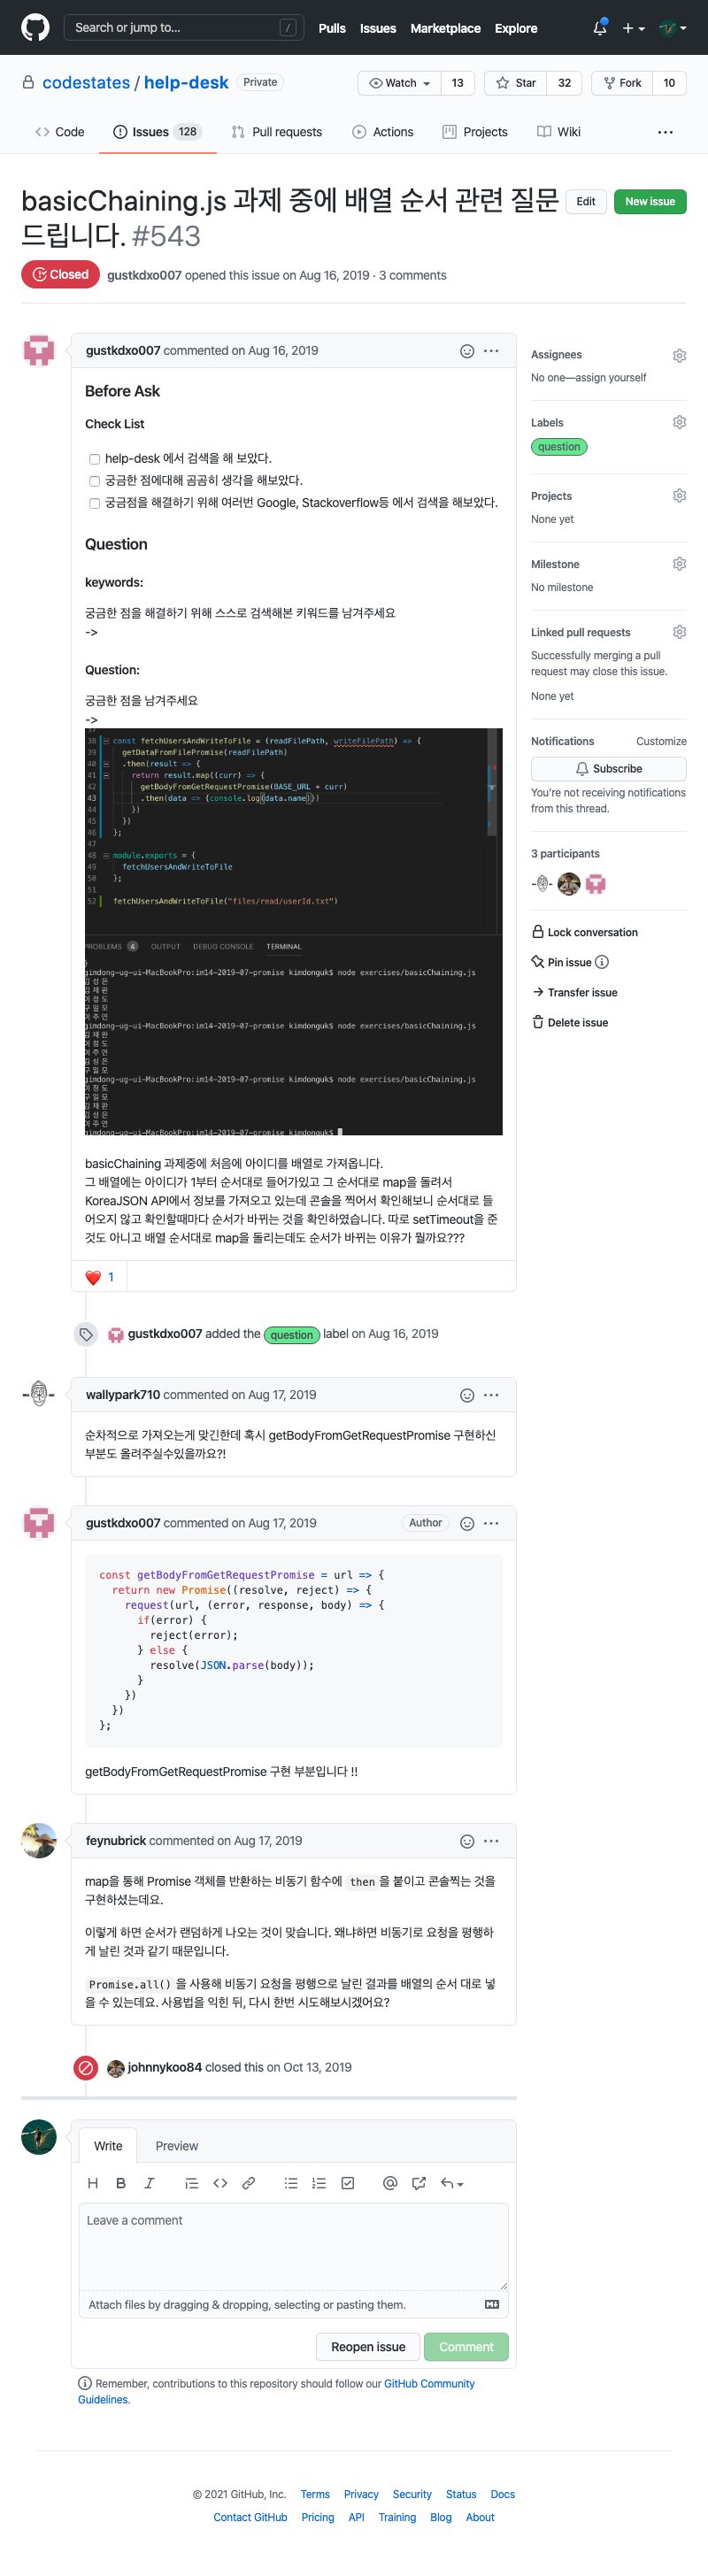 Search or jump to... /
Pulls Issues Marketplace Explore
codestates / help-desk Private
Watch 13 Star 32 Fork 10
Code Issues 128 Pull requests Actions Projects Wiki ...
basicChaining.js 과제 중에 배열 순서 관련 질문
드립니다. #543
Edit New issue
Closed gustkdxo007 opened this issue on Aug 16, 2019 · 3 comments
gustkdxo007 commented on Aug 16, 2019
Before Ask
Check List
help-desk 에서 검색을 해 보았다.
궁금한 점에대해 곰곰히 생각을 해보았다.
궁금점을 해결하기 위해 여러번 Google, Stackoverflow등 에서 검색을 해보았다.
Question
keywords:
궁금한 점을 해결하기 위해 스스로 검색해본 키워드를 남겨주세요
->
Question:
궁금한 점을 남겨주세요
->
37
38 const fetchUsersAndWriteToFile = (readFilePath, writeFilePath) => {
39 getDataFromFilePromise(readFilePath)
40 .then(result => {
41 return result.map((curr) => {
42 getBodyFromGetRequestPromise(BASE_URL + curr)
43 .then(data => {console.log(data.name)})
44 })
45 })
46 };
47
48 module.exports = {
49 fetchUsersAndWriteToFile
50 };
51
52 fetchUsersAndWriteToFile("files/read/userId.txt")
PROBLEMS 4 OUTPUT DEBUG CONSOLE TERMINAL
}
gimdong-ug-ui-MacBookPro:im14-2019-07-promise kimdonguk$ node exercises/basicChaining.js
김성은
김재완
이정도
구일모
이주연
gimdong-ug-ui-MacBookPro:im14-2019-07-promise kimdonguk$ node exercises/basicChaining.js
김재완
이정도
이주연
김성은
구일모
gimdong-ug-ui-MacBookPro:im14-2019-07-promise kimdonguk$ node exercises/basicChaining.js
이정도
구일모
김재완
김성은
이주연
gimdong-ug-ui-MacBookPro:im14-2019-07-promise kimdonguk$
basicChaining 과제중에 처음에 아이디를 배열로 가져옵니다.
그 배열에는 아이디가 1부터 순서대로 들어가있고 그 순서대로 map을 돌려서
KoreaJSON API에서 정보를 가져오고 있는데 콘솔을 찍어서 확인해보니 순서대로 들
어오지 않고 확인할때마다 순서가 바뀌는 것을 확인하였습니다. 따로 setTimeout을 준
것도 아니고 배열 순서대로 map을 돌리는데도 순서가 바뀌는 이유가 뭘까요???
❤️ 1
gustkdxo007 added the question label on Aug 16, 2019
wallypark710 commented on Aug 17, 2019
순차적으로 가져오는게 맞긴한데 혹시 getBodyFromGetRequestPromise 구현하신
부분도 올려주실수있을까요?!
gustkdxo007 commented on Aug 17, 2019 Author
const getBodyFromGetRequestPromise = url => {
return new Promise((resolve, reject) => {
request(url, (error, response, body) => {
if(error) {
reject(error);
} else {
resolve(JSON.parse(body));
}
})
})
};
getBodyFromGetRequestPromise 구현 부분입니다 !!
feynubrick commented on Aug 17, 2019
map을 통해 Promise 객체를 반환하는 비동기 함수에 then 을 붙이고 콘솔찍는 것을
구현하셨는데요.
이렇게 하면 순서가 랜덤하게 나오는 것이 맞습니다. 왜냐하면 비동기로 요청을 평행하
게 날린 것과 같기 때문입니다.
Promise.all() 을 사용해 비동기 요청을 평행으로 날린 결과를 배열의 순서 대로 넣
을 수 있는데요. 사용법을 익힌 뒤, 다시 한번 시도해보시겠어요?
johnnykoo84 closed this on Oct 13, 2019
Write Preview
Leave a comment
Attach files by dragging & dropping, selecting or pasting them.
Reopen issue Comment
Remember, contributions to this repository should follow our GitHub Community
Guidelines.
Assignees
No one—assign yourself
Labels
question
Projects
None yet
Milestone
No milestone
Linked pull requests
Successfully merging a pull
request may close this issue.
None yet
Notifications Customize
Subscribe
You're not receiving notifications
from this thread.
3 participants
Lock conversation
Pin issue
Transfer issue
Delete issue
© 2021 GitHub, Inc. Terms Privacy Security Status Docs
Contact GitHub Pricing API Training Blog About